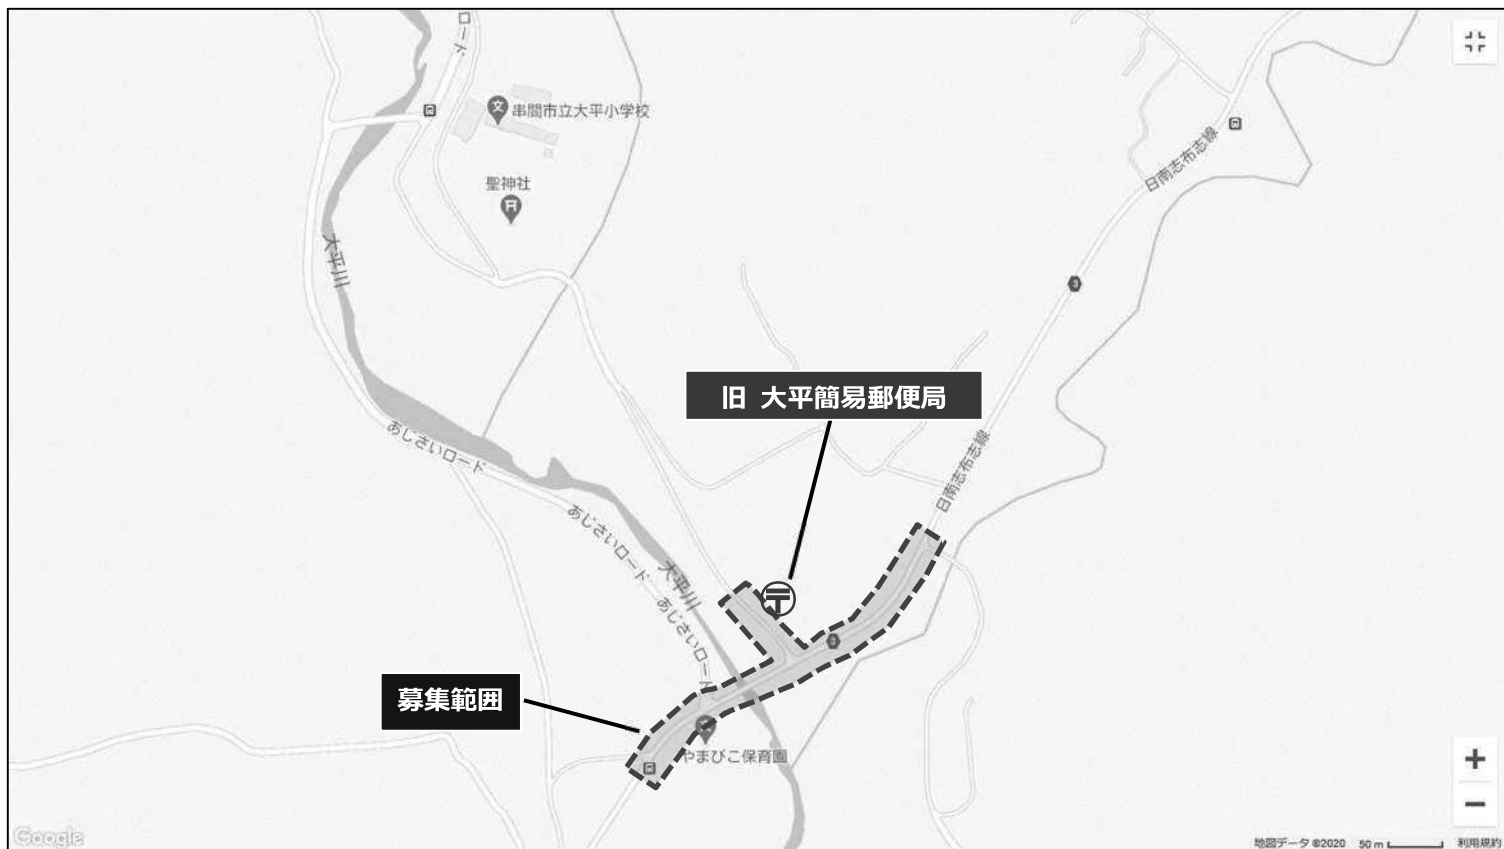 ロード
串間市立大平小学校
聖神社
日南志布志線
3
大平川
旧 大平簡易郵便局
あじさいロード
日南志布志線
あじさいロード
大平川
あじさいロード
3
募集範囲
やまびこ保育園
Google
地図データ ©2020 50 m 利用規約